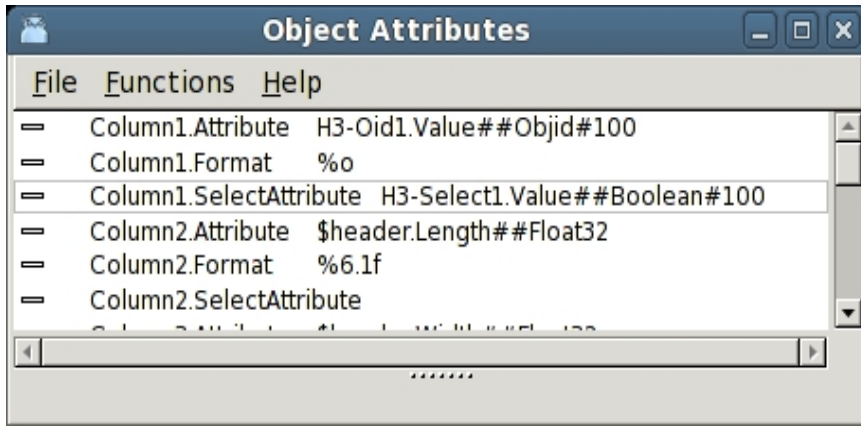 Object Attributes
File Functions Help
Column1.Attribute H3-Oid1.Value##Objid#100
Column1.Format %o
Column1.SelectAttribute H3-Select1.Value##Boolean#100
Column2.Attribute $header.Length##Float32
Column2.Format %6.1f
Column2.SelectAttribute